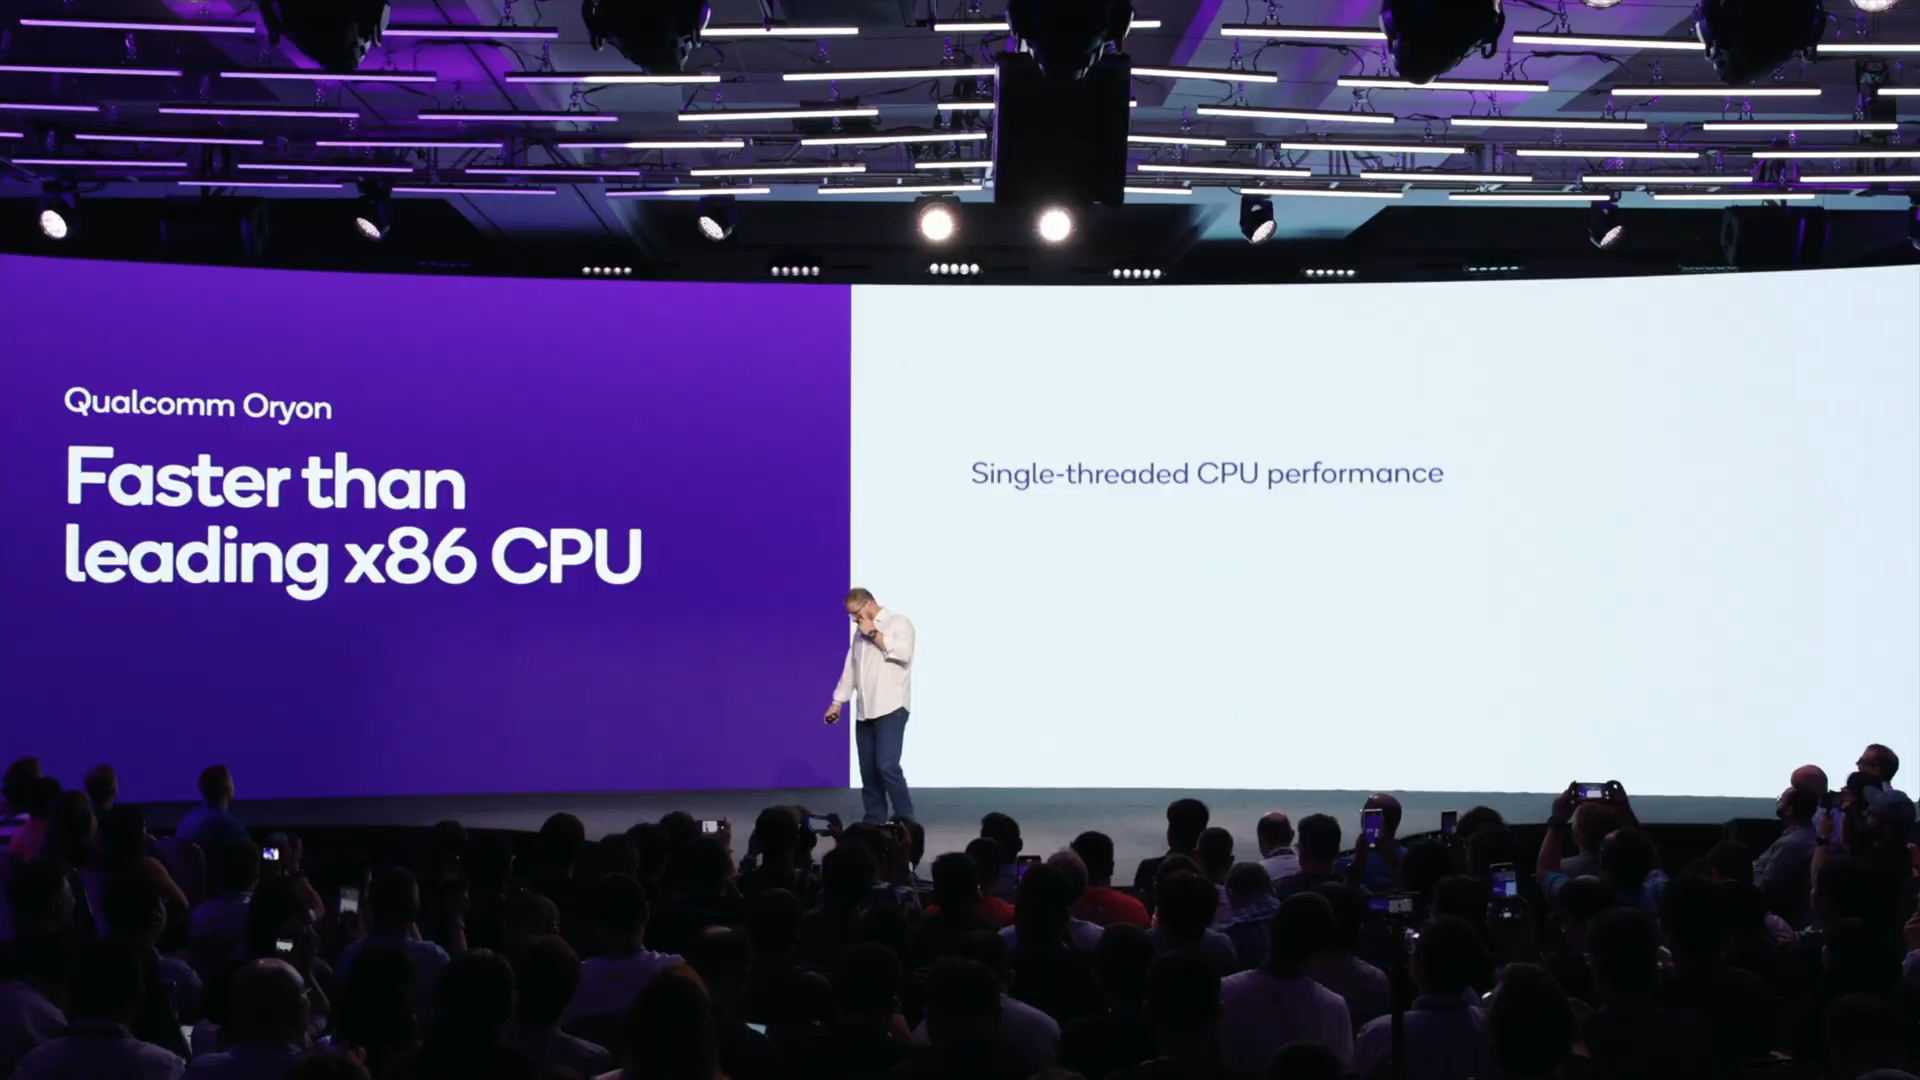 Qualcomm Oryon
Faster than
leading x86 CPU
Single-threaded CPU performance